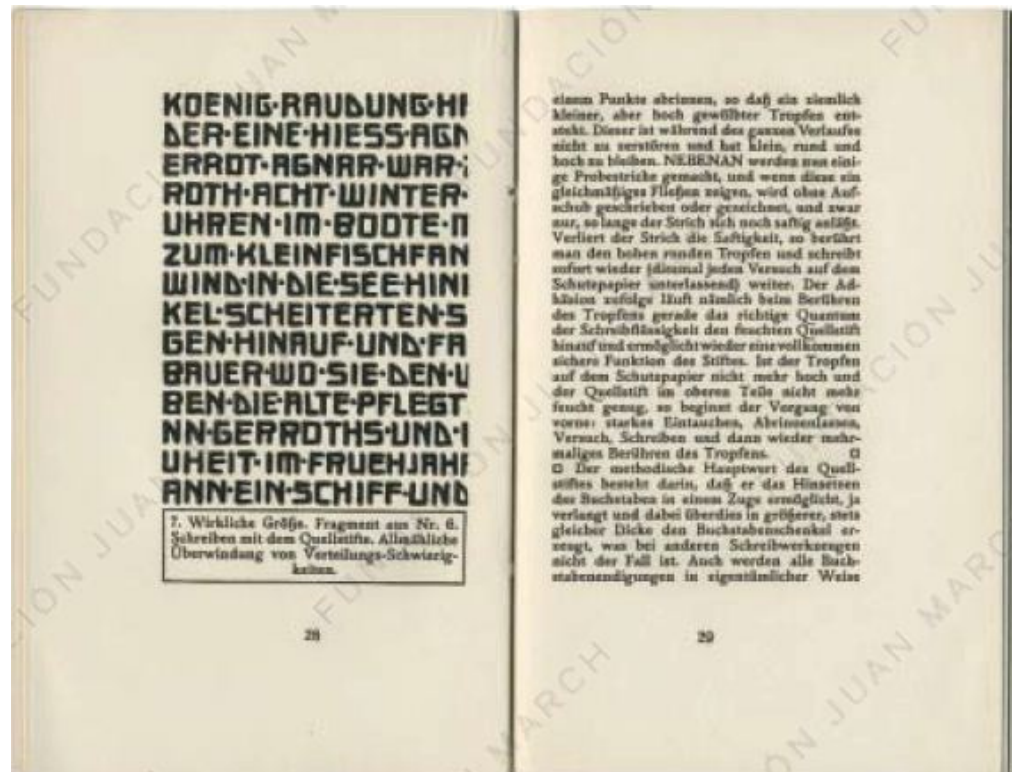 KOENIG·RAUDUNG·HI
DER·EINE·HIESS·AGN
ERROT·AGNAR·WAR·
ROTH·ACHT·WINTER·
UHREN·IM·BOOTE·
ZUM·KLEINFISCHFAN
WIND·IN·DIE·SEE·HIN
KEL·SCHEITERTEN·S
GEN·HINAUF·UND·FA
BAUER·WO·SIE·DEN·
BEN·DIE·ALTE·PFLEGT
NN·GERROTHS·UND·
UHEIT·IM·FRUEHJAH
ANN·EIN·SCHIFF·UND
7. Wirkliche Größe. Fragment aus Nr. 6.
Schreiben mit dem Quellstifte. Allmähliche
Überwindung von Verteilungs-Schwierig-
keiten.
28
einem Punkte abrinnen, so daß ein ziemlich
kleiner, aber hoch gewölbter Tropfen ent-
steht. Dieser ist während des ganzen Verlaufes
nicht zu zerstören und hat klein, rund und
hoch zu bleiben. NEBENAN werden nun eini-
ge Probestriche gemacht, und wenn diese ein
gleichmäßiges Fließen zeigen, wird ohne Auf-
schub geschrieben oder gezeichnet, und zwar
nur, so lange der Strich sich noch saftig anläßt.
Verliert der Strich die Saftigkeit, so berührt
man den hohen runden Tropfen und schreibt
sofort wieder (diesmal jeden Versuch auf dem
Schutzpapier unterlassend) weiter. Der Ad-
häsion zufolge läuft nämlich beim Berühren
des Tropfens gerade das richtige Quantum
der Schreibflüssigkeit den feuchten Quellstift
hinauf und ermöglicht wieder eine vollkommen
sichere Funktion des Stiftes. Ist der Tropfen
auf dem Schutzpapier nicht mehr hoch und
der Quellstift im oberen Teile nicht mehr
feucht genug, so beginnt der Vorgang von
vorne: starkes Eintauchen, Abrinnenlassen,
Versuch, Schreiben und dann wieder mehr-
maliges Berühren des Tropfens.
Der methodische Hauptwert des Quell-
stiftes besteht darin, daß er das Hinsetzen
der Buchstaben in einem Zuge ermöglicht, ja
verlangt und dabei überdies in größerer, stets
gleicher Dicke den Buchstabenschenkel er-
zeugt, was bei anderen Schreibwerkzeugen
nicht der Fall ist. Auch werden alle Buch-
stabenendigungen in eigentümlicher Weise
29
FUNDACIÓN JUAN MARCH